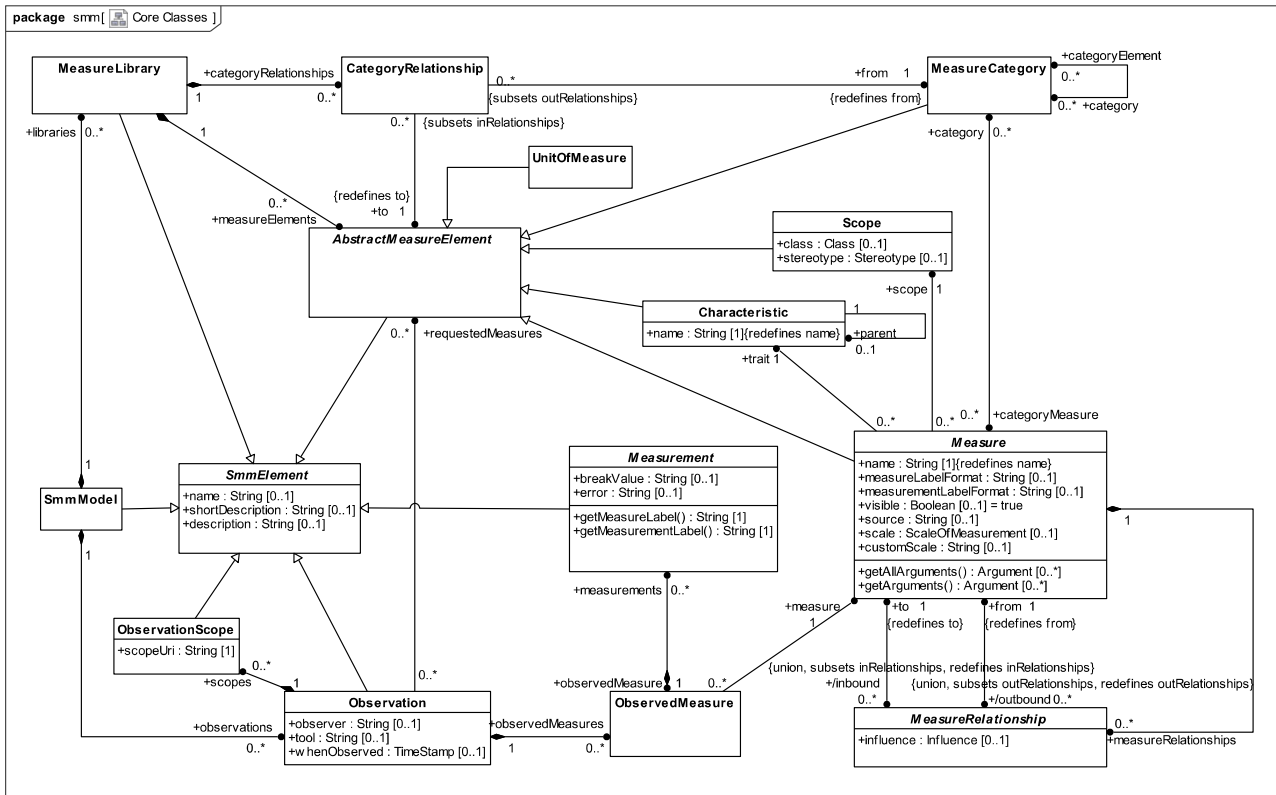 package smm[ Core Classes ]
MeasureLibrary
+categoryRelationships
1
0..*
CategoryRelationship
0..*
{subsets outRelationships}
+from 1
{redefines from}
MeasureCategory
+categoryElement
0..*
0..* +category
+libraries 0..*
1
0..*
{subsets inRelationships}
+category 0..*
UnitOfMeasure
{redefines to}
+to 1
0..*
+measureElements
AbstractMeasureElement
Scope
+class : Class [0..1]
+stereotype : Stereotype [0..1]
+scope 1
Characteristic
+name : String [1]{redefines name}
1
+parent
0..1
+trait 1
0..* +requestedMeasures
0..*
0..*
0..* +categoryMeasure
Measure
+name : String [1]{redefines name}
+measureLabelFormat : String [0..1]
+measurementLabelFormat : String [0..1]
+visible : Boolean [0..1] = true
+source : String [0..1]
+scale : ScaleOfMeasurement [0..1]
+customScale : String [0..1]
+getAllArguments() : Argument [0..*]
+getArguments() : Argument [0..*]
1
Measurement
+breakValue : String [0..1]
+error : String [0..1]
+getMeasureLabel() : String [1]
+getMeasurementLabel() : String [1]
SmmElement
+name : String [0..1]
+shortDescription : String [0..1]
+description : String [0..1]
1
SmmModel
1
+measurements 0..*
+measure
1
+to 1
{redefines to}
+from 1
{redefines from}
ObservationScope
+scopeUri : String [1]
0..*
+scopes
1
0..*
{union, subsets inRelationships, redefines inRelationships}
+/inbound
0..*
{union, subsets outRelationships, redefines outRelationships}
+/outbound 0..*
+observedMeasure 1
0..*
+observations
0..*
Observation
+observer : String [0..1]
+tool : String [0..1]
+whenObserved : TimeStamp [0..1]
+observedMeasures
1
0..*
ObservedMeasure
MeasureRelationship
+influence : Influence [0..1]
0..*
+measureRelationships